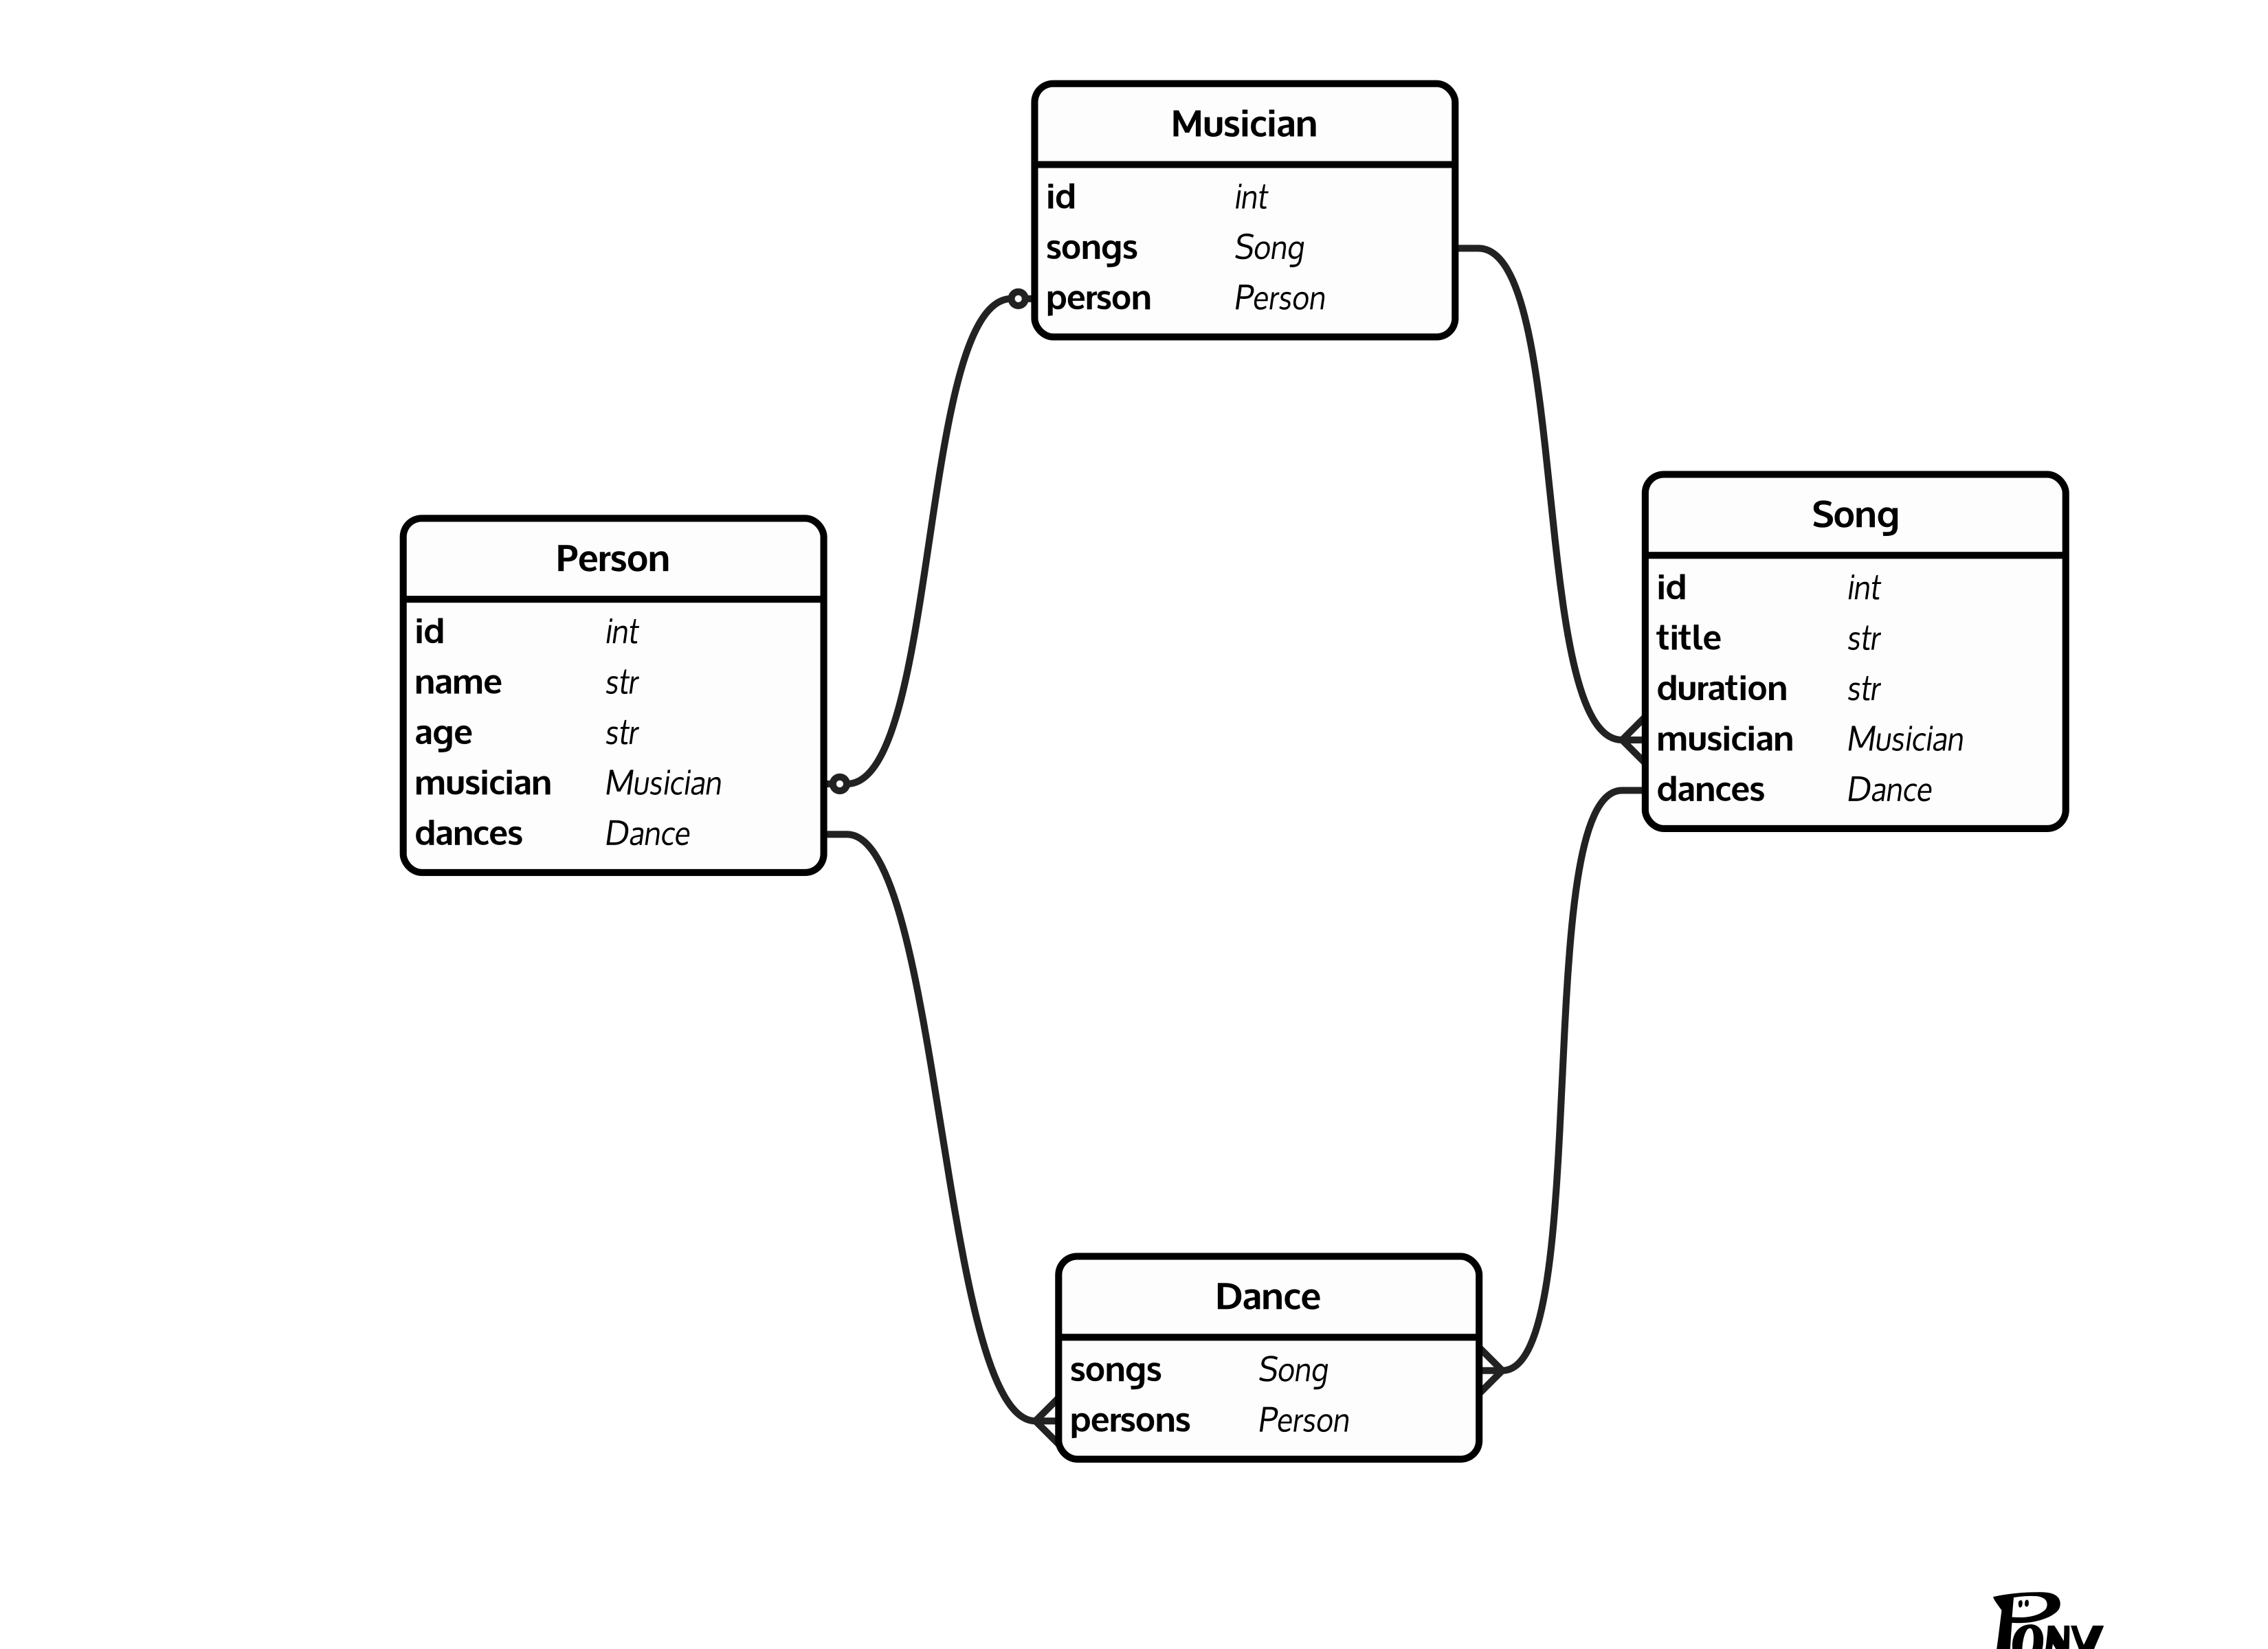 Musician
id int
songs Song
person Person
Person
id int
name str
age str
musician Musician
dances Dance
Song
id int
title str
duration str
musician Musician
dances Dance
Dance
songs Song
persons Person
PONY